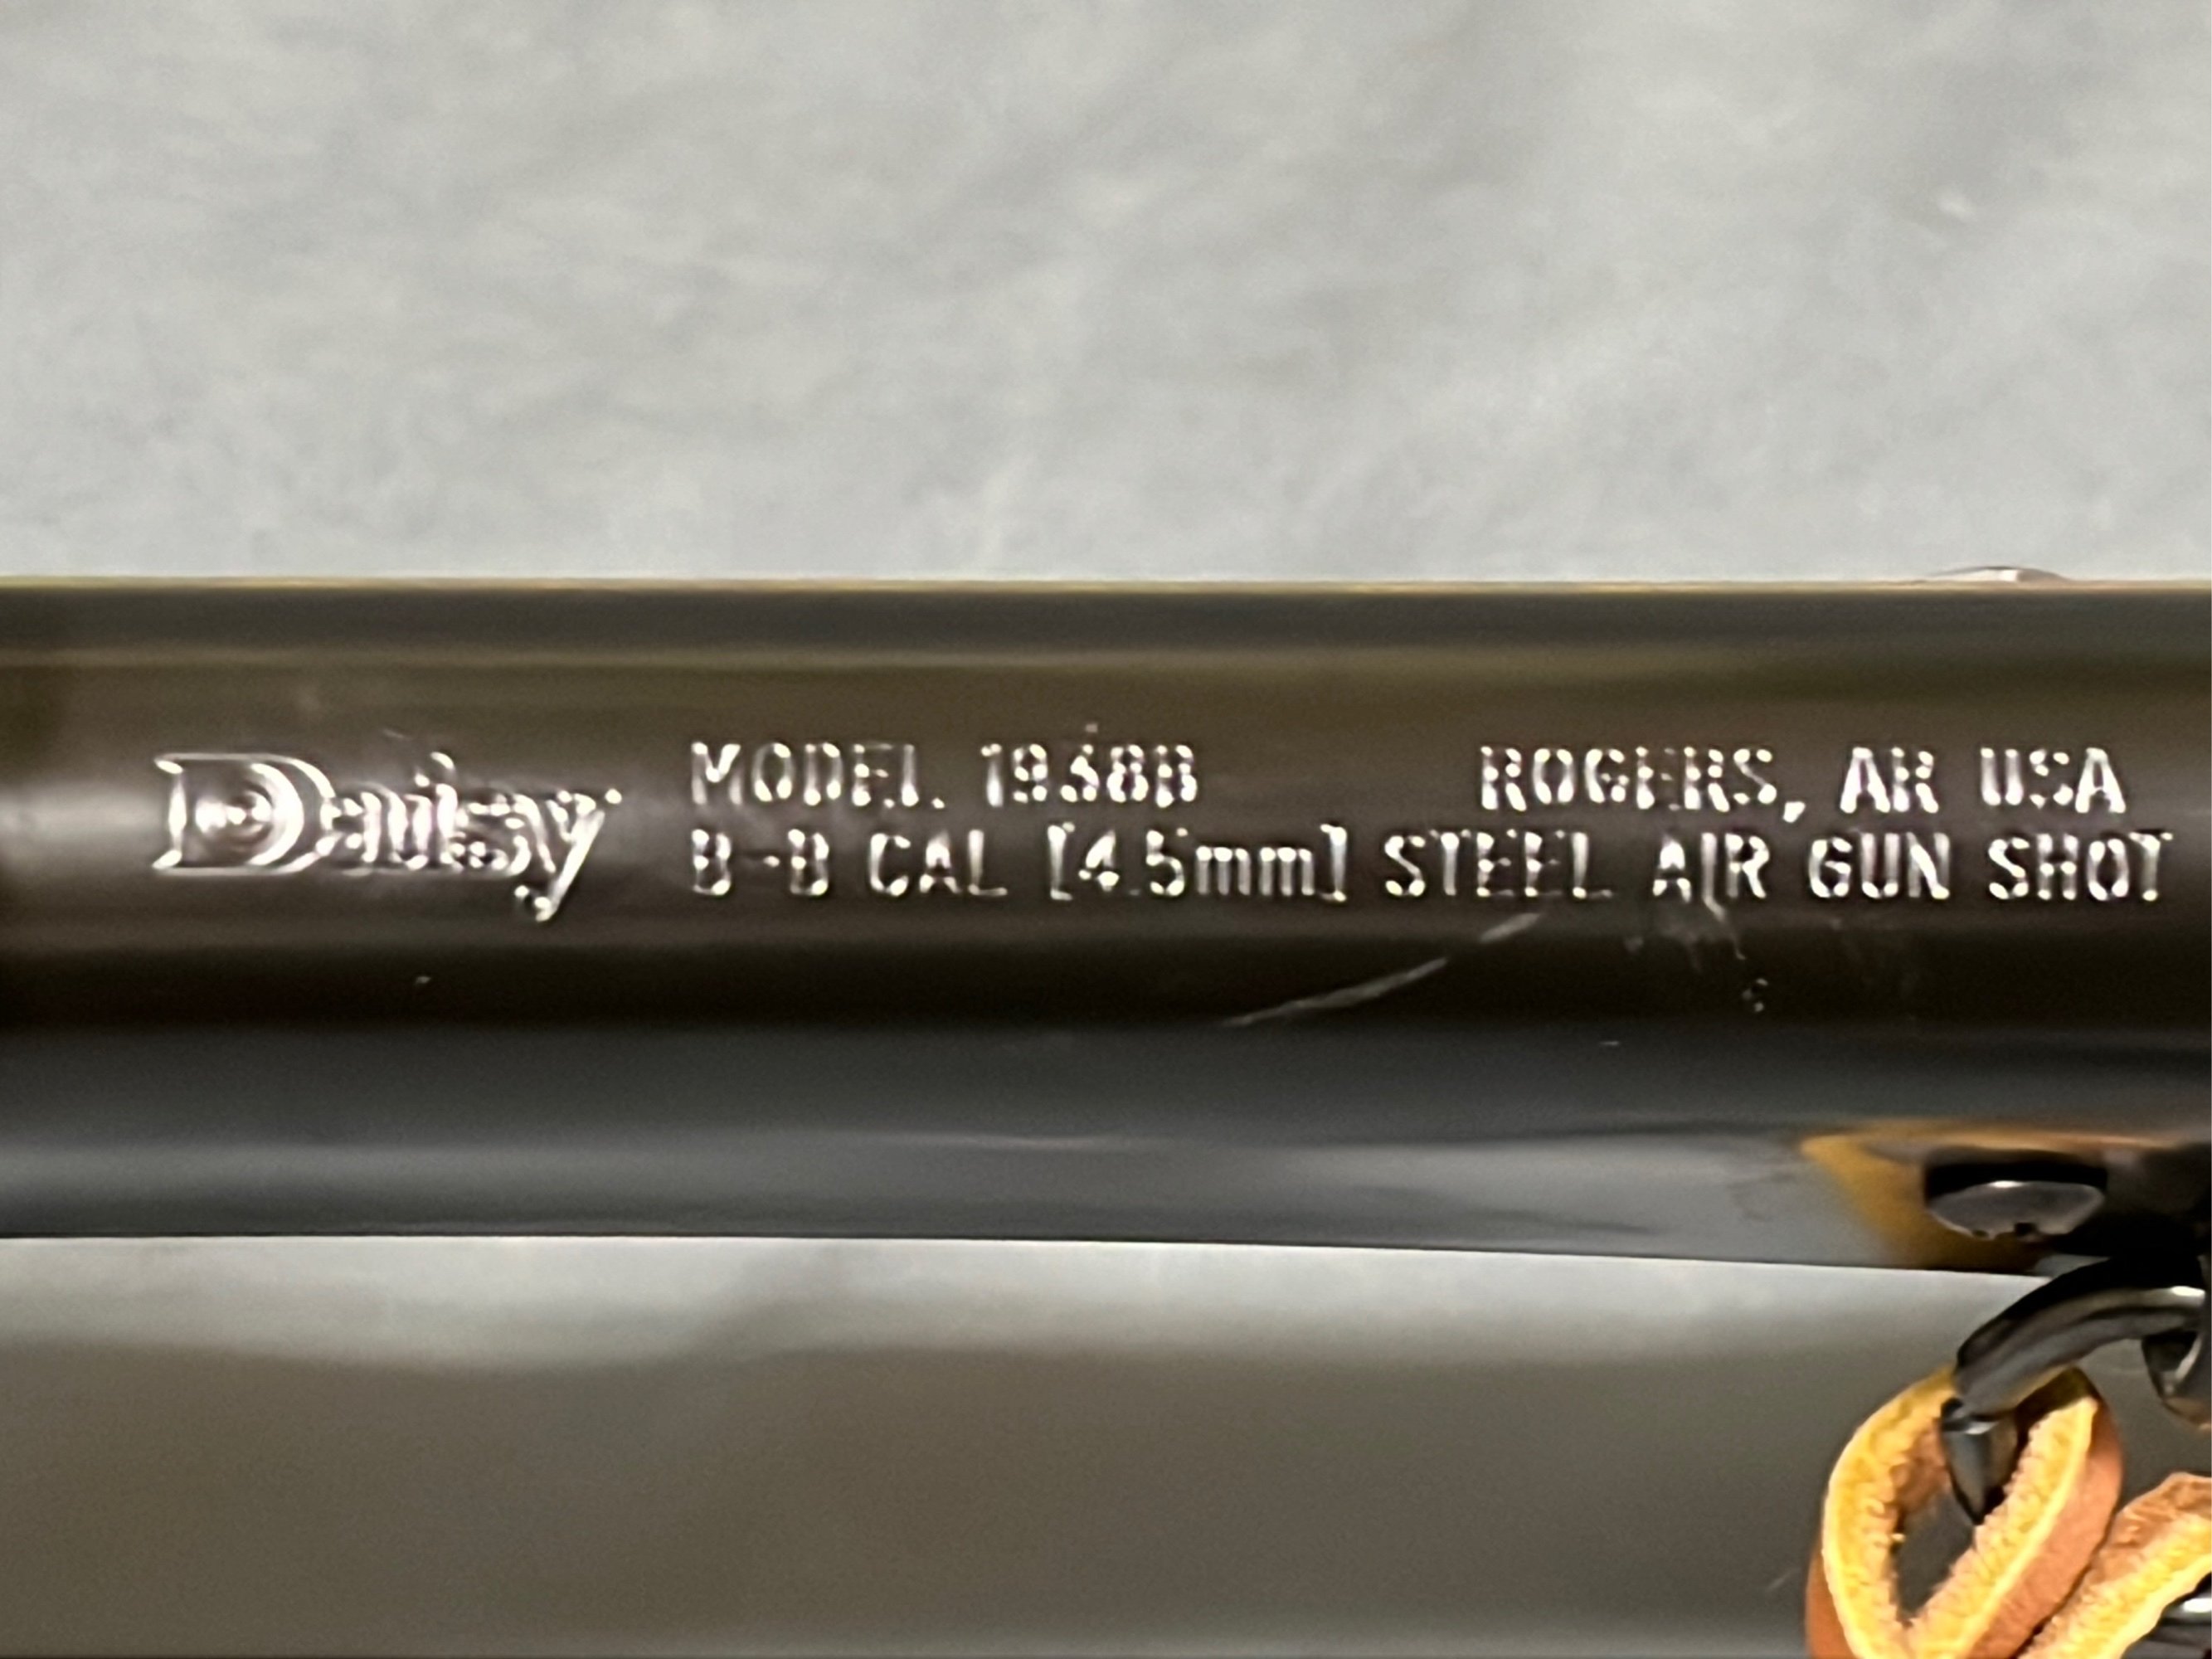 Daisy
MODEL 1938B ROGERS, AR USA
B-B CAL [4.5mm] STEEL AIR GUN SHOT